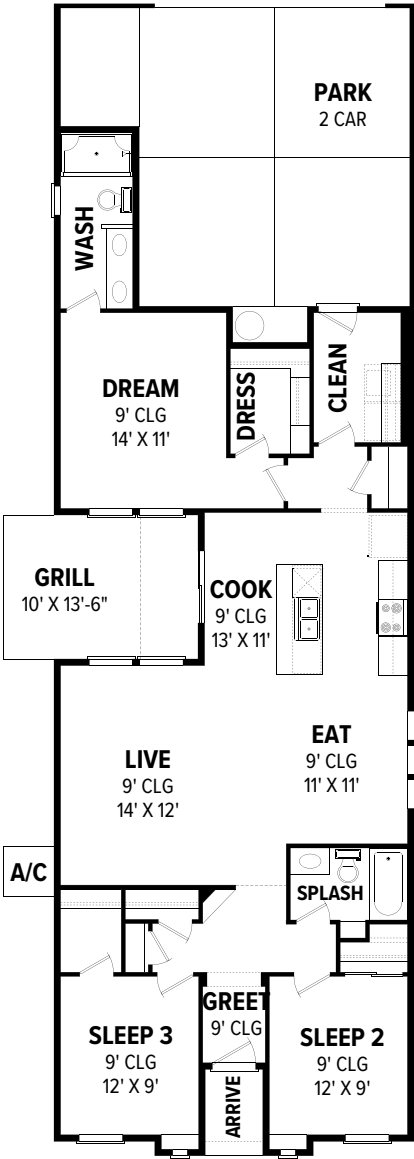 PARK
2 CAR
WASH
DREAM
9' CLG
14' X 11'
DRESS
CLEAN
GRILL
10' X 13'-6"
COOK
9' CLG
13' X 11'
LIVE
9' CLG
14' X 12'
EAT
9' CLG
11' X 11'
A/C
SPLASH
GREET
9' CLG
SLEEP 3
9' CLG
12' X 9'
SLEEP 2
9' CLG
12' X 9'
ARRIVE